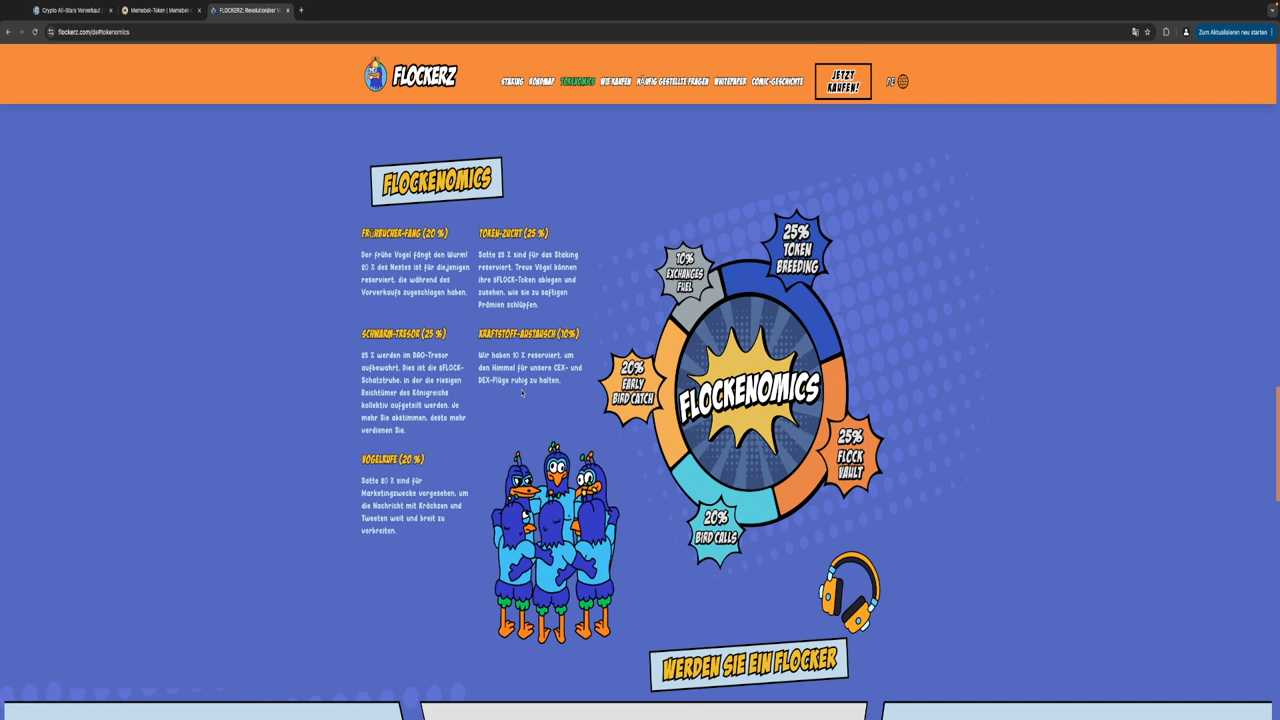 Crypto All-Stars Vorverkauf |
Memebet-Token | Memebet-
FLOCKERZ: Revolutionärer V
flockerz.com/de#tokenomics
Zum Aktualisieren neu starten
FLOCKERZ
STAKING ROADMAP TOKENOMICS WIE KAUFEN HÄUFIG GESTELLTE FRAGEN WHITEPAPER COMIC-GESCHICHTE
JETZT
KAUFEN!
DE
FLOCKENOMICS
FRüHBUCHER-FANG (20 %)
Der frühe Vogel fängt den Wurm!
20 % des Nestes ist für diejenigen
reserviert, die während des
Vorverkaufs zugeschlagen haben.
TOKEN-ZUCHT (25 %)
Satte 25 % sind für das Staking
reserviert. Treue Vögel können
ihre $FLOCK-Token ablegen und
zusehen, wie sie zu saftigen
Prämien schlüpfen.
SCHWARM-TRESOR (25 %)
25 % werden im DAO-Tresor
aufbewahrt. Dies ist die $FLOCK-
Schatztruhe, in der die riesigen
Reichtümer des Königreichs
kollektiv aufgeteilt werden. Je
mehr Sie abstimmen, desto mehr
verdienen Sie.
KRAFTSTOFF-AUSTAUSCH (10%)
Wir haben 10 % reserviert, um
den Himmel für unsere CEX- und
DEX-Flüge ruhig zu halten.
VOGELRUFE (20 %)
Satte 20 % sind für
Marketingzwecke vorgesehen, um
die Nachricht mit Krächzen und
Tweeten weit und breit zu
verbreiten.
25%
TOKEN
BREEDING
10%
EXCHANGES
FUEL
20%
EARLY
BIRD CATCH
FLOCKENOMICS
25%
FLOCK
VAULT
20%
BIRD CALLS
WERDEN SIE EIN FLOCKER